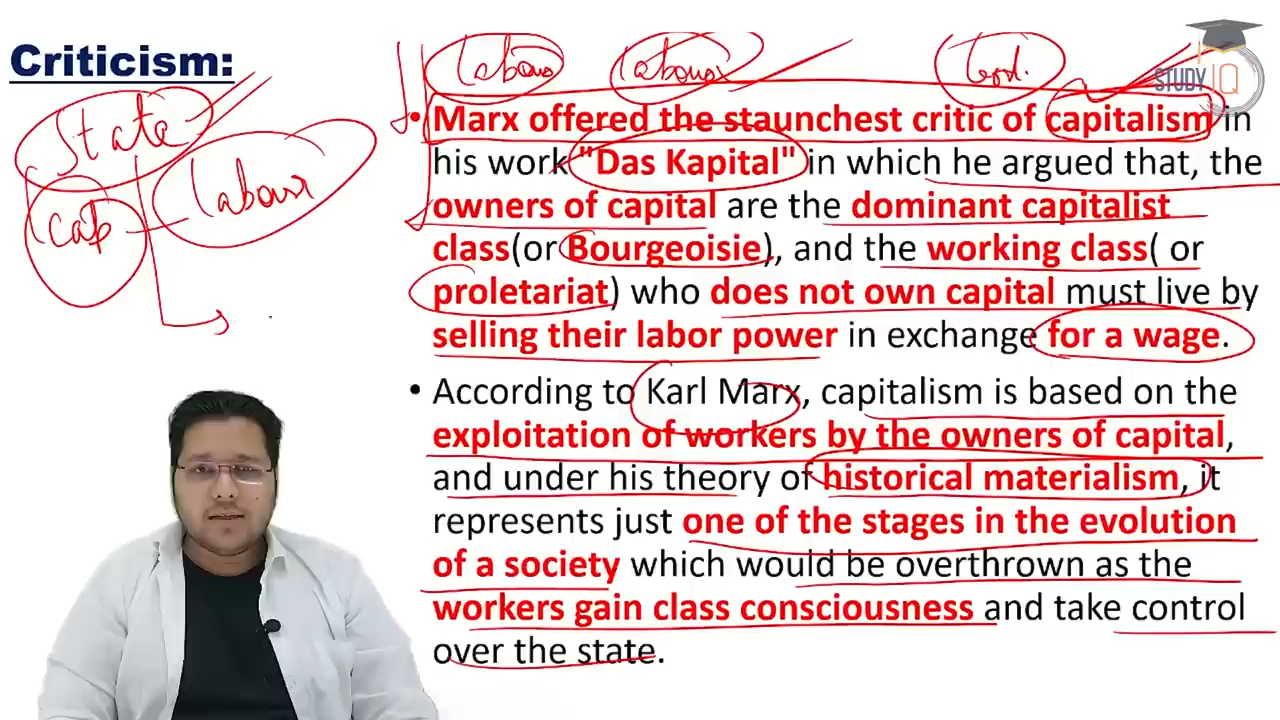 Criticism:
STUDY IQ
labour labour
State
Cap labour
• Marx offered the staunchest critic of capitalism in
his work "Das Kapital" in which he argued that, the
owners of capital are the dominant capitalist
class(or Bourgeoisie), and the working class( or
proletariat) who does not own capital must live by
selling their labor power in exchange for a wage.
• According to Karl Marx, capitalism is based on the
exploitation of workers by the owners of capital,
and under his theory of historical materialism, it
represents just one of the stages in the evolution
of a society which would be overthrown as the
workers gain class consciousness and take control
over the state.